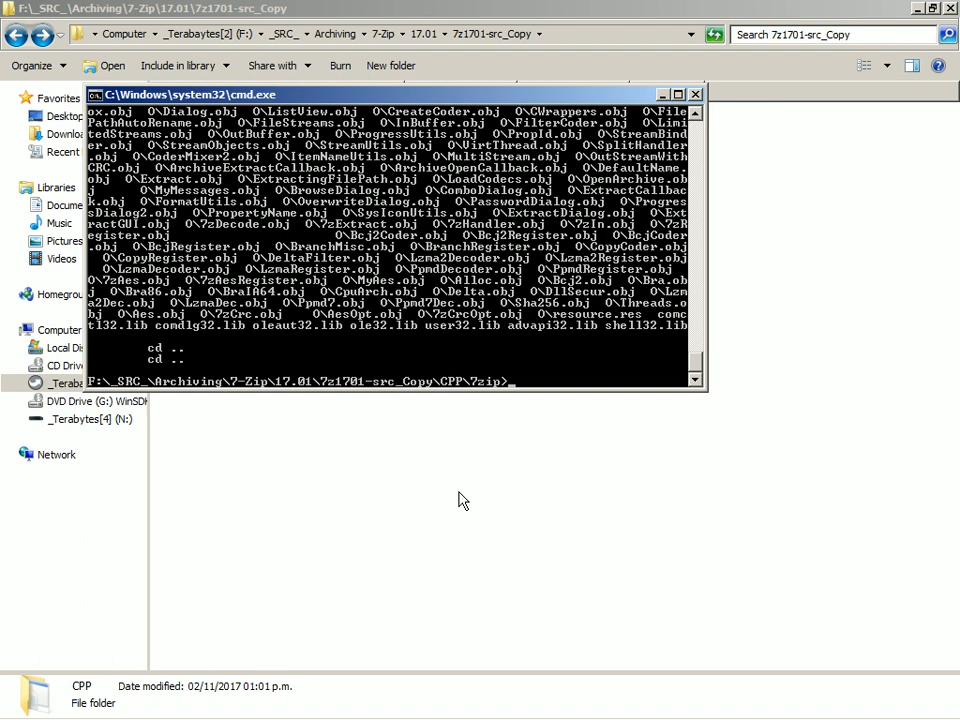 F:\_SRC_\Archiving\7-Zip\17.01\7z1701-src_Copy
Computer _Terabytes[2] (F:) _SRC_ Archiving 7-Zip 17.01 7z1701-src_Copy
Search 7z1701-src_Copy
Organize Open Include in library Share with Burn New folder
Favorites
Desktop
Downloa
Recent
Libraries
Docume
Music
Pictures
Videos
Homegrou
Computer
Local Di
CD Driv
_Teraba
DVD Drive (G:) WinSDK
_Terabytes[4] (N:)
Network
C:\Windows\system32\cmd.exe
ox.obj O\Dialog.obj O\ListView.obj O\CreateCoder.obj O\CWrappers.obj O\File
PathAutoRename.obj O\FileStreams.obj O\InBuffer.obj O\FilterCoder.obj O\Limi
tedStreams.obj O\OutBuffer.obj O\ProgressUtils.obj O\PropId.obj O\StreamBind
er.obj O\StreamObjects.obj O\StreamUtils.obj O\VirtThread.obj O\SplitHandler
.obj O\CoderMixer2.obj O\ItemNameUtils.obj O\MultiStream.obj O\OutStreamWith
CRC.obj O\ArchiveExtractCallback.obj O\ArchiveOpenCallback.obj O\DefaultName.
obj O\Extract.obj O\ExtractingFilePath.obj O\LoadCodecs.obj O\OpenArchive.ob
j O\MyMessages.obj O\BrowseDialog.obj O\ComboDialog.obj O\ExtractCallbac
k.obj O\FormatUtils.obj O\OverwriteDialog.obj O\PasswordDialog.obj O\Progres
sDialog2.obj O\PropertyName.obj O\SysIconUtils.obj O\ExtractDialog.obj O\Ext
ractGUI.obj O\7zDecode.obj O\7zExtract.obj O\7zHandler.obj O\7zIn.obj O\7zR
egister.obj O\Bcj2Coder.obj O\Bcj2Register.obj O\BcjCoder
.obj O\BcjRegister.obj O\BranchMisc.obj O\BranchRegister.obj O\CopyCoder.obj
O\CopyRegister.obj O\DeltaFilter.obj O\Lzma2Decoder.obj O\Lzma2Register.obj
O\LzmaDecoder.obj O\LzmaRegister.obj O\PpmdDecoder.obj O\PpmdRegister.obj
O\7zAes.obj O\7zAesRegister.obj O\MyAes.obj O\Alloc.obj O\Bcj2.obj O\Bra.ob
j O\Bra86.obj O\BraIA64.obj O\CpuArch.obj O\Delta.obj O\DllSecur.obj O\Lzm
a2Dec.obj O\LzmaDec.obj O\Ppmd7.obj O\Ppmd7Dec.obj O\Sha256.obj O\Threads.o
bj O\Aes.obj O\7zCrc.obj O\AesOpt.obj O\7zCrcOpt.obj O\resource.res comc
tl32.lib comdlg32.lib oleaut32.lib ole32.lib user32.lib advapi32.lib shell32.lib
cd ..
cd ..
F:\_SRC_\Archiving\7-Zip\17.01\7z1701-src_Copy\CPP\7zip>_
CPP Date modified: 02/11/2017 01:01 p.m.
File folder